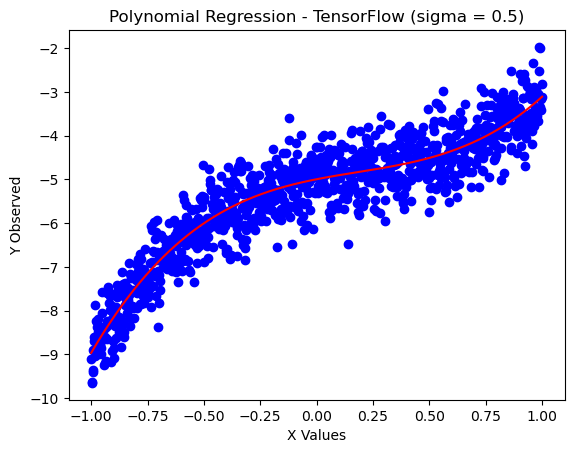 Polynomial Regression - TensorFlow (sigma = 0.5)
−2
−3
−4
−5
−6
−7
−8
−9
−10
Y Observed
−1.00 −0.75 −0.50 −0.25 0.00 0.25 0.50 0.75 1.00
X Values